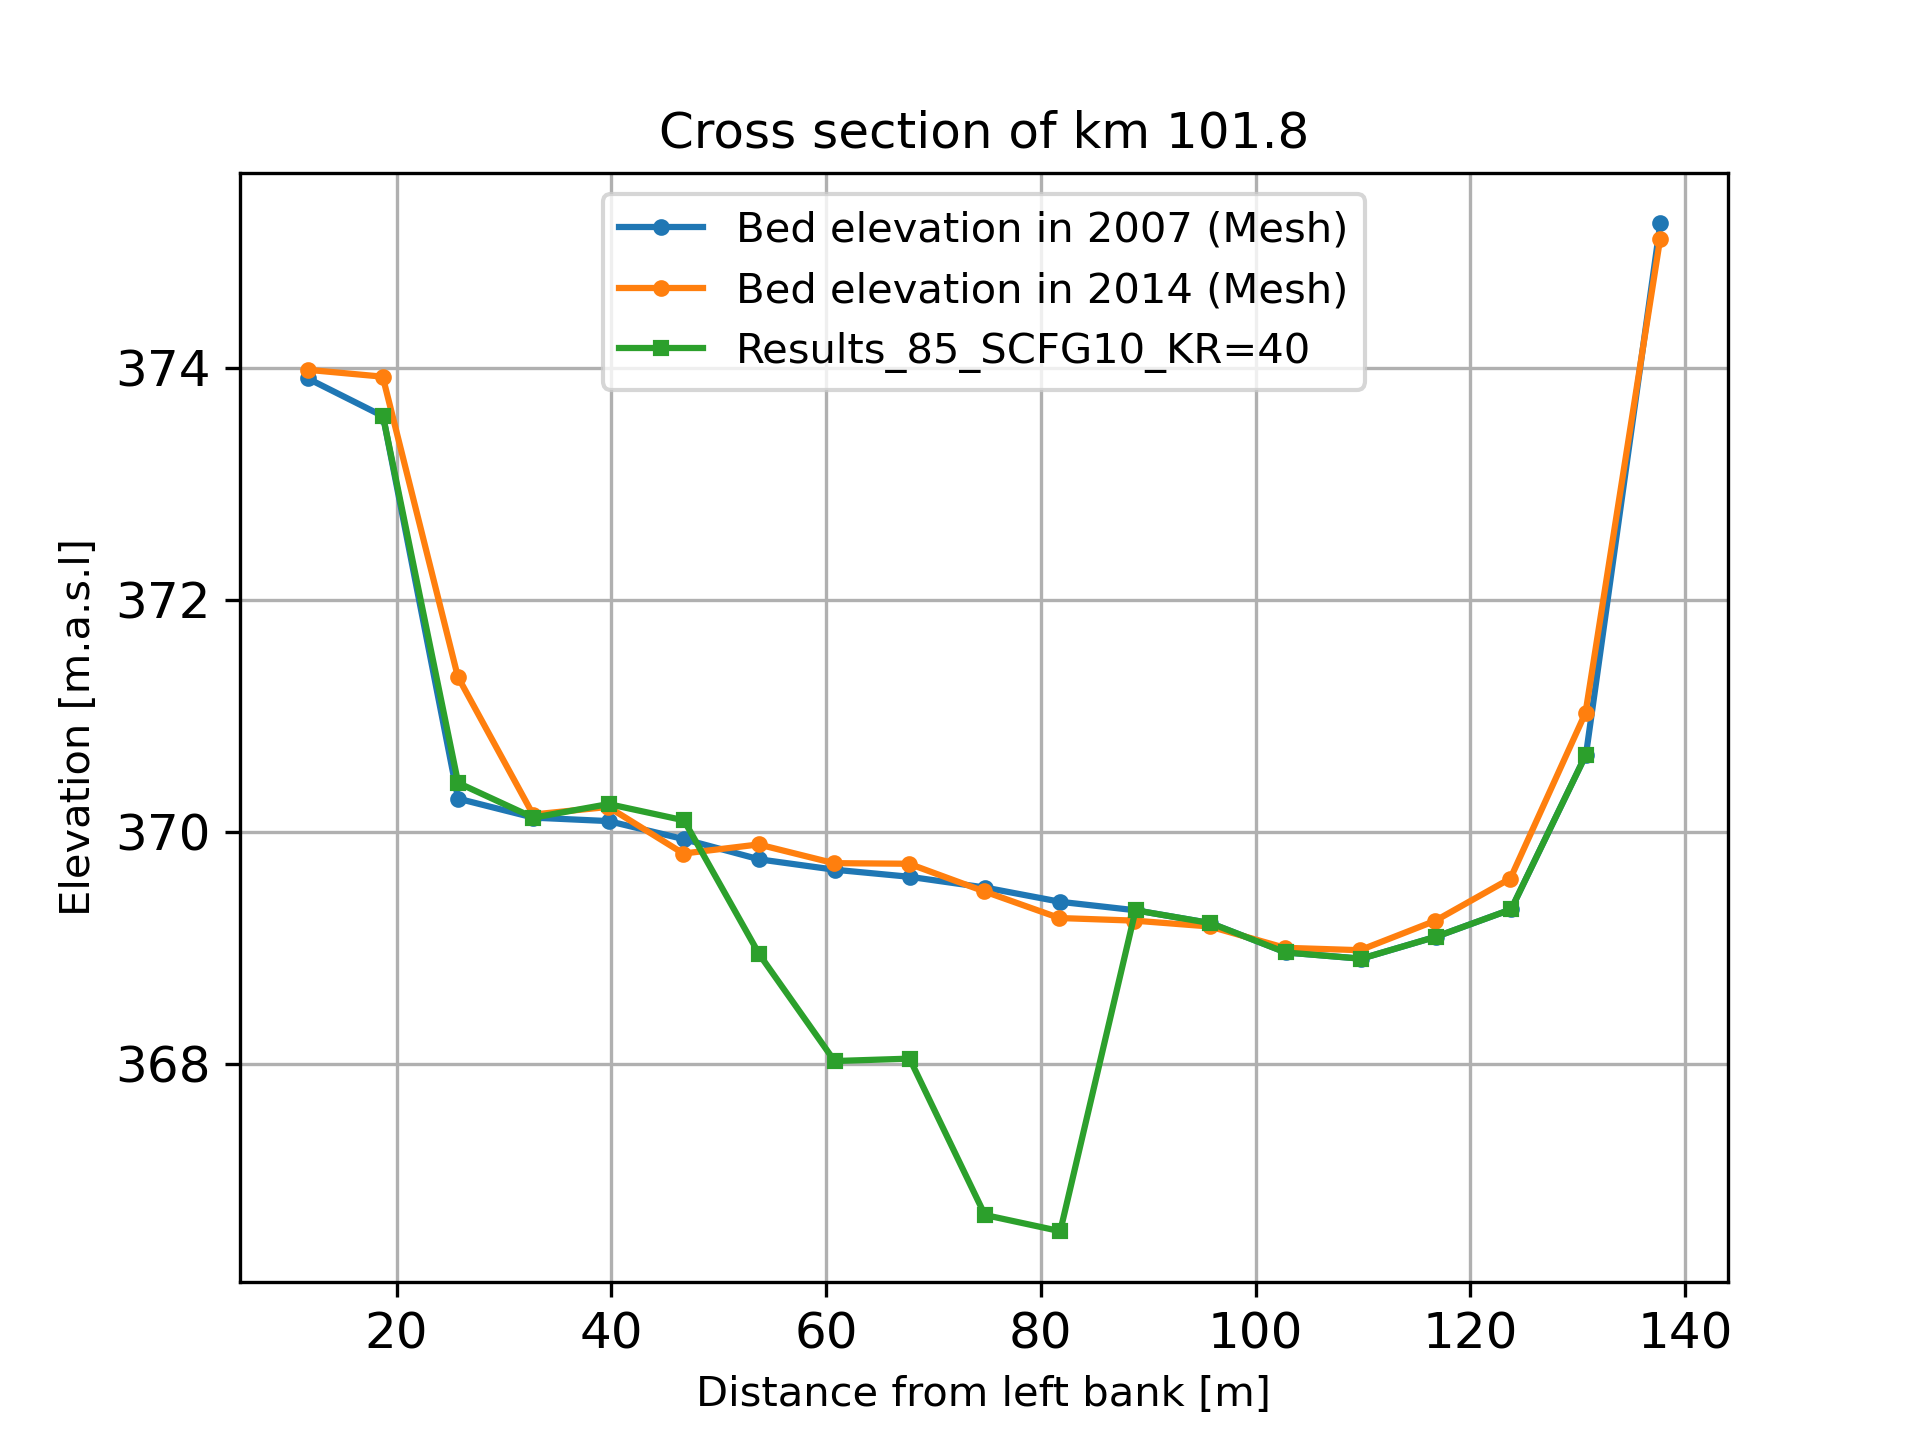 Cross section of km 101.8
Bed elevation in 2007 (Mesh)
Bed elevation in 2014 (Mesh)
Results_85_SCFG10_KR=40
374
372
370
368
Elevation [m.a.s.l]
20 40 60 80 100 120 140
Distance from left bank [m]